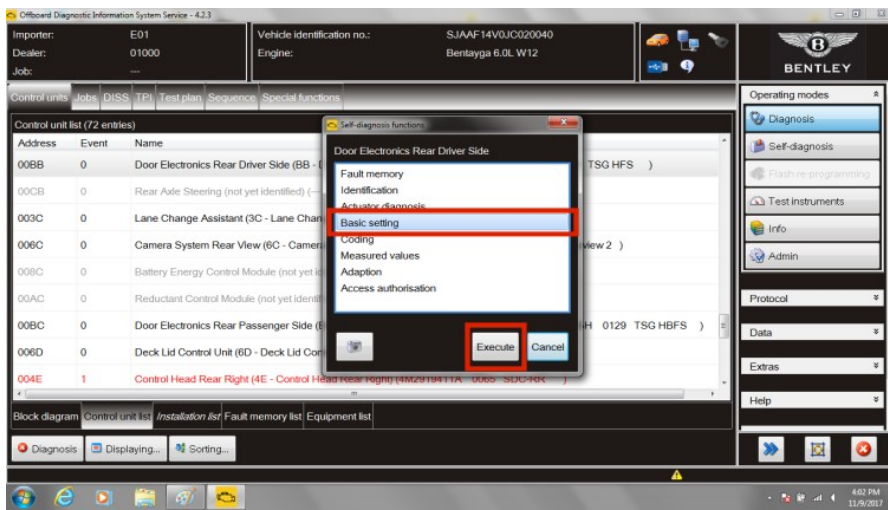 Offboard Diagnostic Information System Service - 4.2.3
Importer: E01
Dealer: 01000
Job: ---
Vehicle identification no.: SJAAF14V0JC020040
Engine: Bentayga 6.0L W12
B
BENTLEY
Control units Jobs DISS TPI Test plan Sequence Special functions
Control unit list (72 entries)
Address Event Name
00BB 0 Door Electronics Rear Driver Side (BB - TSG HFS )
00CB 0 Rear Axle Steering (not yet identified)
003C 0 Lane Change Assistant (3C - Lane Chan
006C 0 Camera System Rear View (6C - Camera view 2 )
008C 0 Battery Energy Control Module (not yet
00AC 0 Reductant Control Module (not yet identif
00BC 0 Door Electronics Rear Passenger Side ( H 0129 TSG HBFS )
006D 0 Deck Lid Control Unit (6D - Deck Lid Con
004E 1 Control Head Rear Right (4E - Control Head Rear Right) (4M2919411A 0065 SDC-RR )
Self-diagnosis functions
Door Electronics Rear Driver Side
Fault memory
Identification
Actuator diagnosis
Basic setting
Coding
Measured values
Adaption
Access authorisation
Execute
Cancel
Block diagram Control unit list Installation list Fault memory list Equipment list
Diagnosis Displaying... Sorting...
Operating modes
Diagnosis
Self-diagnosis
Flash re-programming
Test instruments
Info
Admin
Protocol
Data
Extras
Help
4:02 PM
11/9/2017